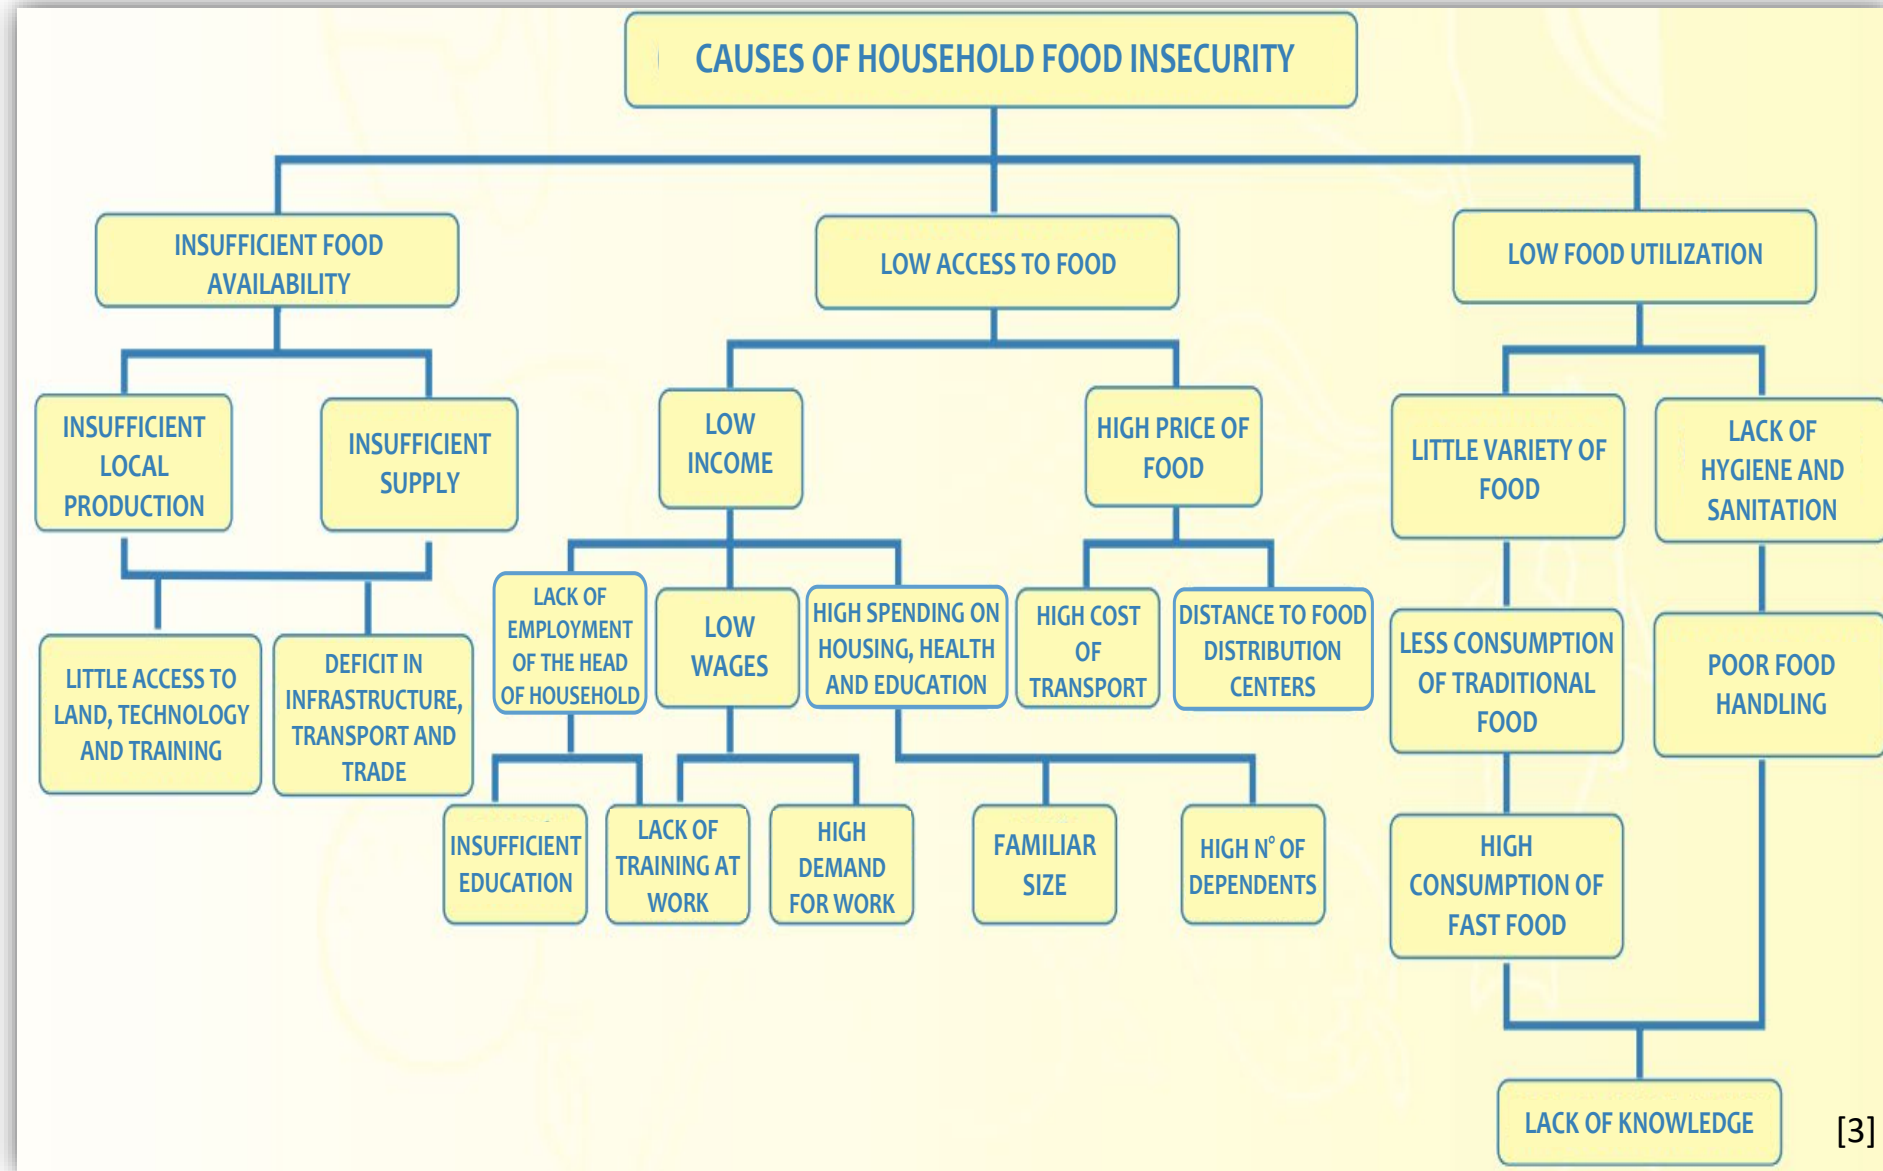 CAUSES OF HOUSEHOLD FOOD INSECURITY
INSUFFICIENT FOOD
AVAILABILITY
LOW ACCESS TO FOOD
LOW FOOD UTILIZATION
INSUFFICIENT
LOCAL
PRODUCTION
INSUFFICIENT
SUPPLY
LOW
INCOME
HIGH PRICE OF
FOOD
LITTLE VARIETY OF
FOOD
LACK OF
HYGIENE AND
SANITATION
LITTLE ACCESS TO
LAND, TECHNOLOGY
AND TRAINING
DEFICIT IN
INFRASTRUCTURE,
TRANSPORT AND
TRADE
LACK OF
EMPLOYMENT
OF THE HEAD
OF HOUSEHOLD
LOW
WAGES
HIGH SPENDING ON
HOUSING, HEALTH
AND EDUCATION
HIGH COST
OF
TRANSPORT
DISTANCE TO FOOD
DISTRIBUTION
CENTERS
LESS CONSUMPTION
OF TRADITIONAL
FOOD
POOR FOOD
HANDLING
INSUFFICIENT
EDUCATION
LACK OF
TRAINING AT
WORK
HIGH
DEMAND
FOR WORK
FAMILIAR
SIZE
HIGH N° OF
DEPENDENTS
HIGH
CONSUMPTION OF
FAST FOOD
LACK OF KNOWLEDGE
[3]